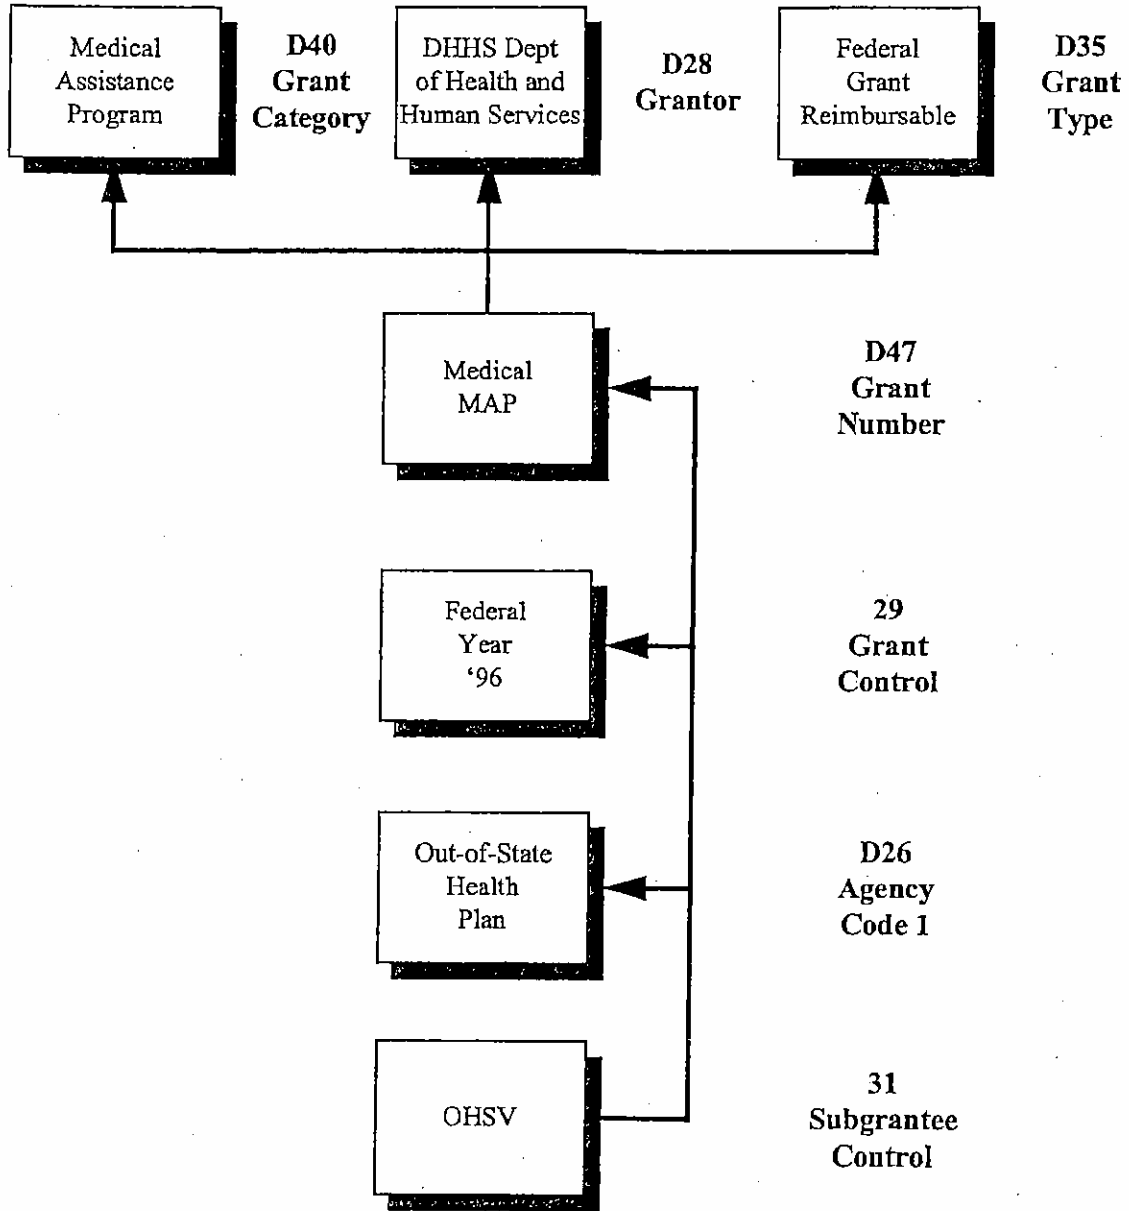 Medical
Assistance
Program
D40
Grant
Category
DHHS Dept
of Health and
Human Services
D28
Grantor
Federal
Grant
Reimbursable
D35
Grant
Type
Medical
MAP
D47
Grant
Number
Federal
Year
‘96
29
Grant
Control
Out-of-State
Health
Plan
D26
Agency
Code 1
OHSV
31
Subgrantee
Control